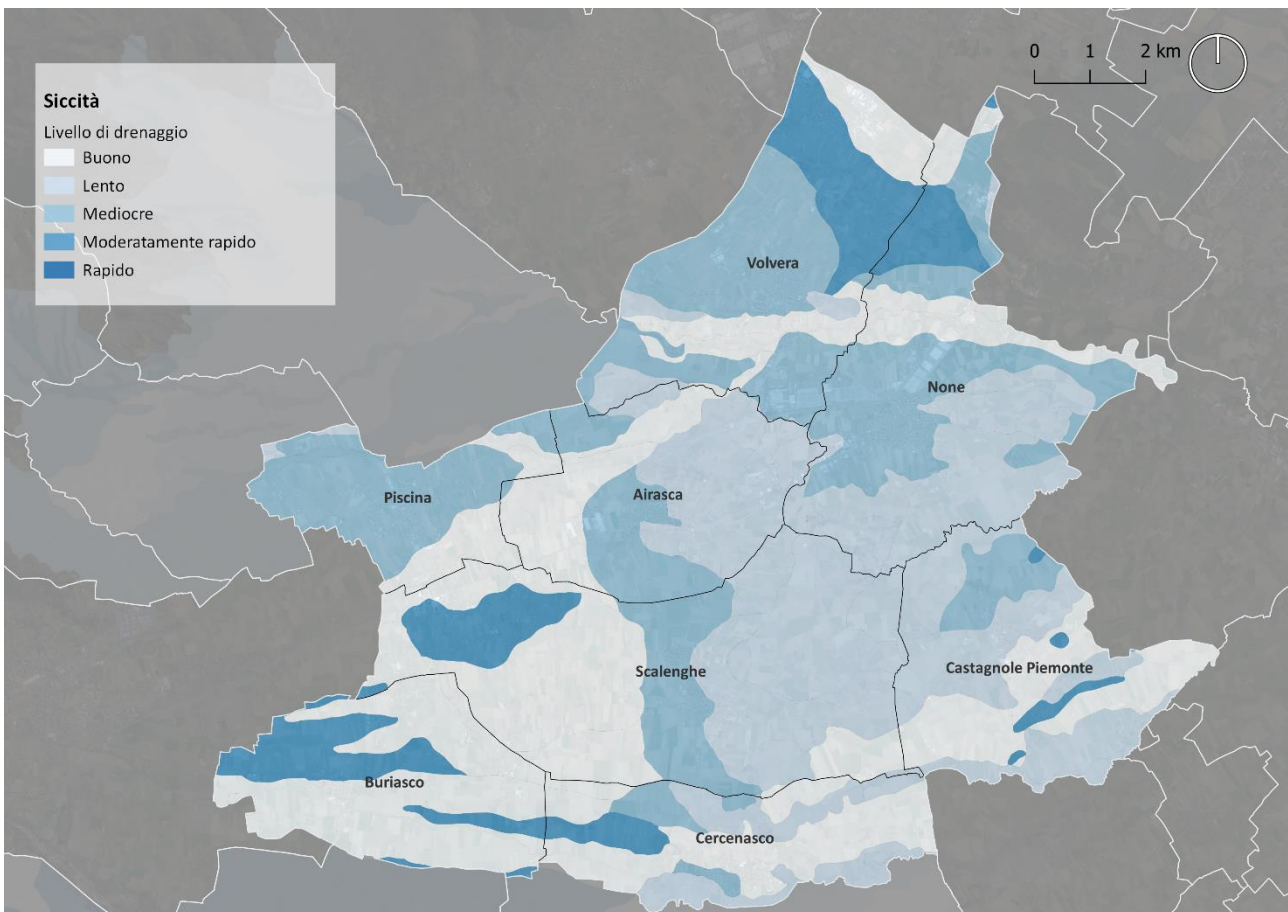 0 1 2 km
Siccità
Livello di drenaggio
Buono
Lento
Mediocre
Moderatamente rapido
Rapido
Volvera
None
Piscina
Airasca
Scalenghe
Castagnole Piemonte
Buriasco
Cercenasco